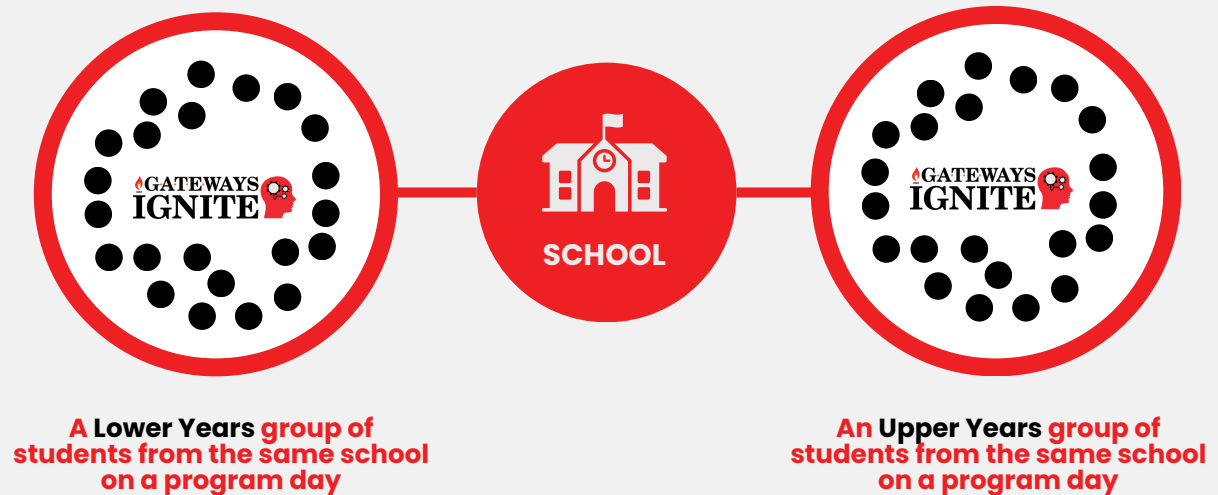 GATEWAYS
IGNITE
SCHOOL
GATEWAYS
IGNITE
A Lower Years group of
students from the same school
on a program day
An Upper Years group of
students from the same school
on a program day